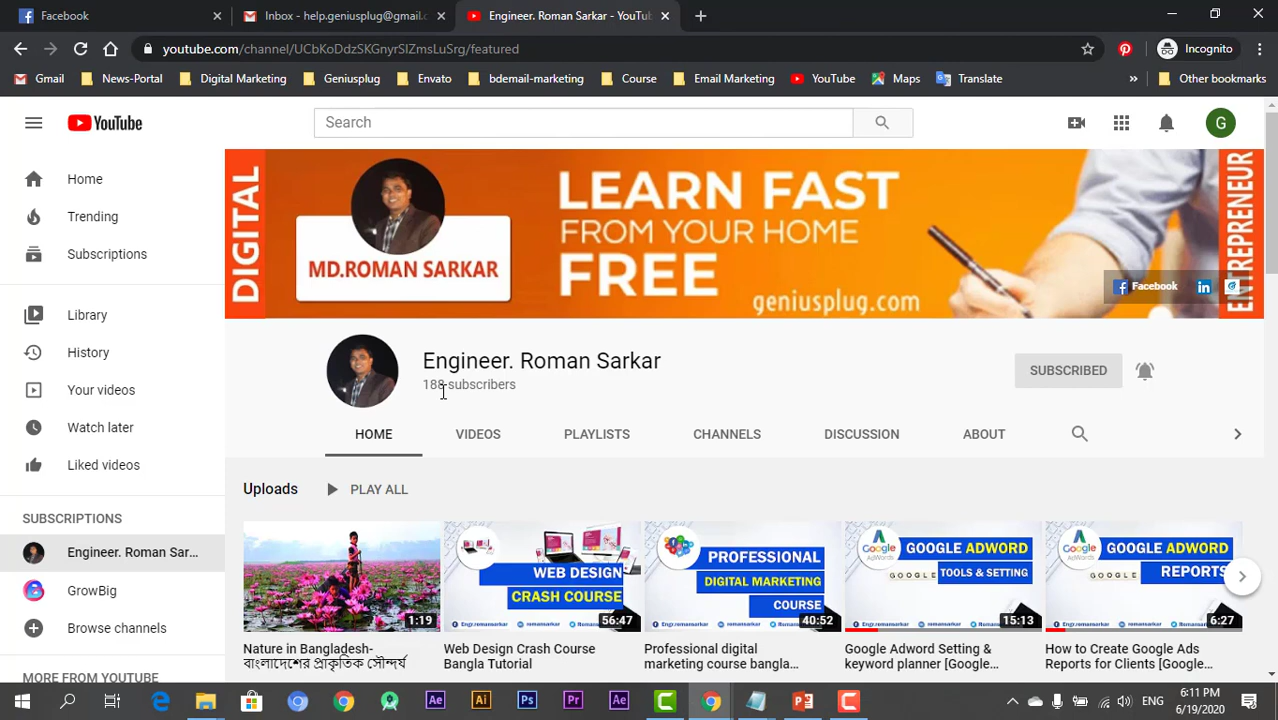 Facebook
Inbox - help.geniusplug@gmail.c
Engineer. Roman Sarkar - YouTub
youtube.com/channel/UCbKoDdzSKGnyrSIZmsLuSrg/featured
Incognito
Gmail
News-Portal
Digital Marketing
Geniusplug
Envato
bdemail-marketing
Course
Email Marketing
YouTube
Maps
Translate
Other bookmarks
YouTube
Search
G
Home
Trending
Subscriptions
Library
History
Your videos
Watch later
Liked videos
SUBSCRIPTIONS
Engineer. Roman Sar...
GrowBig
Browse channels
MORE FROM YOUTUBE
DIGITAL
MD.ROMAN SARKAR
LEARN FAST
FROM YOUR HOME
FREE
geniusplug.com
Facebook
ENTREPRENEUR
Engineer. Roman Sarkar
188 subscribers
SUBSCRIBED
HOME
VIDEOS
PLAYLISTS
CHANNELS
DISCUSSION
ABOUT
Uploads
PLAY ALL
1:19
Nature in Bangladesh-
বাংলাদেশের প্রাকৃতিক সৌন্দর্য
WEB DESIGN
CRASH COURSE
56:47
Web Design Crash Course
Bangla Tutorial
PROFESSIONAL
DIGITAL MARKETING
COURSE
40:52
Professional digital
marketing course bangla...
Google
AdWords
GOOGLE ADWORD
GOOGLE TOOLS & SETTING
15:13
Google Adword Setting &
keyword planner [Google...
Google
AdWords
GOOGLE ADWORD
GOOGLE REPORTS
6:27
How to Create Google Ads
Reports for Clients [Google...
ENG
6:11 PM
6/19/2020